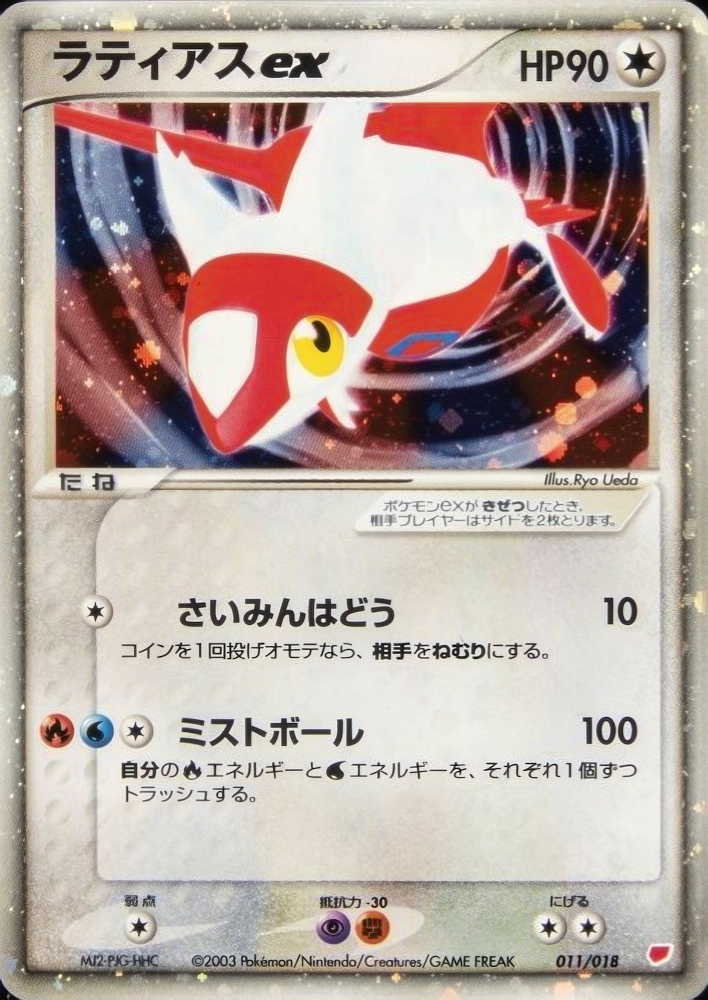 ラティアスex HP90
たね
Illus.Ryo Ueda
ポケモンexが きぜつしたとき、
相手プレイヤーはサイドを2枚とります。
さいみんはどう 10
コインを1回投げオモテなら、相手をねむりにする。
ミストボール 100
自分のエネルギーとエネルギーを、それぞれ1個ずつ
トラッシュする。
弱点 抵抗力 -30 にげる
MJ2-PJG-HHC ©2003 Pokémon/Nintendo/Creatures/GAME FREAK 011/018